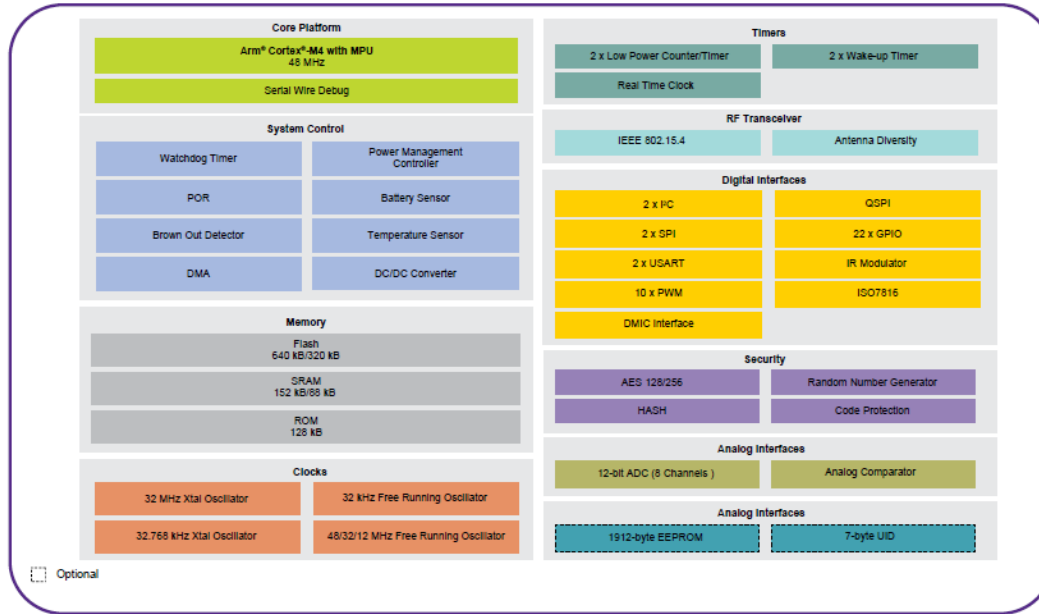 Core Platform
Arm® Cortex®-M4 with MPU
48 MHz
Serial Wire Debug
System Control
Watchdog Timer
Power Management
Controller
POR
Battery Sensor
Brown Out Detector
Temperature Sensor
DMA
DC/DC Converter
Memory
Flash
640 kB/320 kB
SRAM
152 kB/88 kB
ROM
128 kB
Clocks
32 MHz Xtal Oscillator
32 kHz Free Running Oscillator
32.768 kHz Xtal Oscillator
48/32/12 MHz Free Running Oscillator
Timers
2 x Low Power Counter/Timer
2 x Wake-up Timer
Real Time Clock
RF Transceiver
IEEE 802.15.4
Antenna Diversity
Digital Interfaces
2 x I²C
QSPI
2 x SPI
22 x GPIO
2 x USART
IR Modulator
10 x PWM
ISO7816
DMIC Interface
Security
AES 128/256
Random Number Generator
HASH
Code Protection
Analog Interfaces
12-bit ADC (8 Channels )
Analog Comparator
Analog Interfaces
1912-byte EEPROM
7-byte UID
Optional